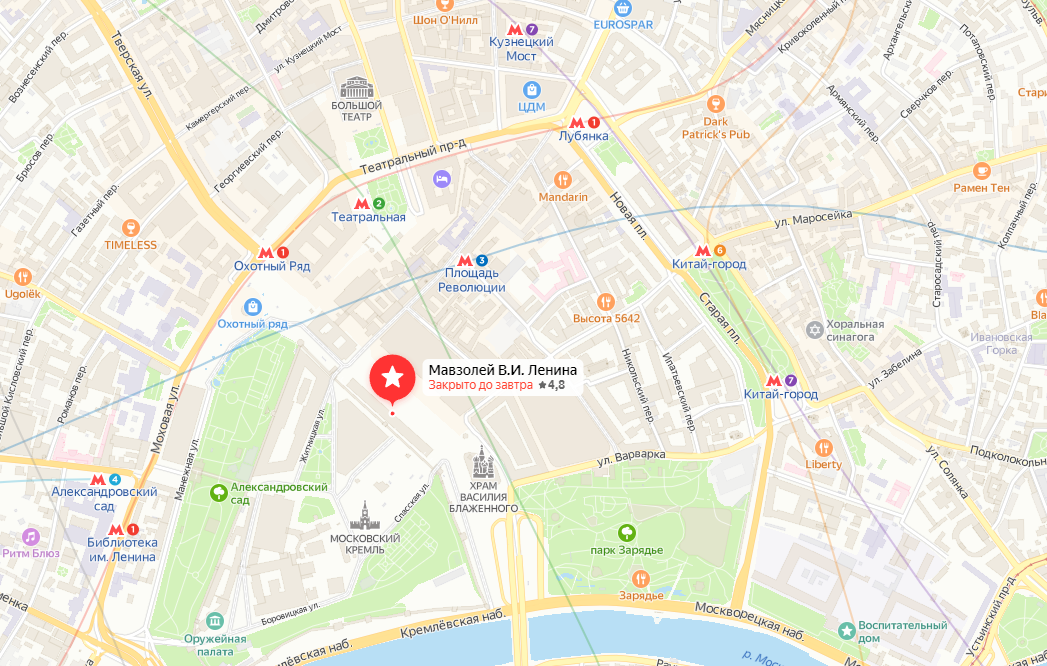 Шон О'Нилл
EUROSPAR
Дмитровский
Тверская ул.
Вознесенский пер.
ул. Кузнецкий Мост
7
Кузнецкий
Мост
Мясницкая
Кривоколенный пер.
Архангельский
Потаповский пер.
Сверчков пер.
Армянский пер.
БОЛЬШОЙ
ТЕАТР
ЦДМ
Dark
Patrick's Pub
Камергерский пер.
1
Лубянка
Брюсов пер.
Георгиевский пер.
Театральный пр-д
Рамен Тен
Газетный пер.
Mandarin
Новая пл.
2
Театральная
ул. Маросейка
Колпачный пер.
TIMELESS
Старосадский пер.
1
Охотный Ряд
3
Площадь
Революции
6
Китай-город
Ugolёk
Охотный ряд
Высота 5642
Старая пл.
Хоральная
синагога
Ивановская
Горка
Мавзолей В.И. Ленина
Закрыто до завтра ★4,8
Никольский пер.
Ипатьевский пер.
ул. Забелина
7
Китай-город
Романов пер.
Моховая ул.
Житницкая ул.
Манежная ул.
Liberty
ул. Варварка
ул. Солянка
4
Александровский
сад
Александровский
сад
ХРАМ
ВАСИЛИЯ
БЛАЖЕННОГО
Спасская ул.
МОСКОВСКИЙ
КРЕМЛЬ
1
Библиотека
им. Ленина
Ритм Блюз
парк Зарядье
Зарядье
Боровицкая ул.
Оружейная
палата
Кремлёвская наб.
Москворецкая наб.
Воспитательный
дом
Устьинский пр-д